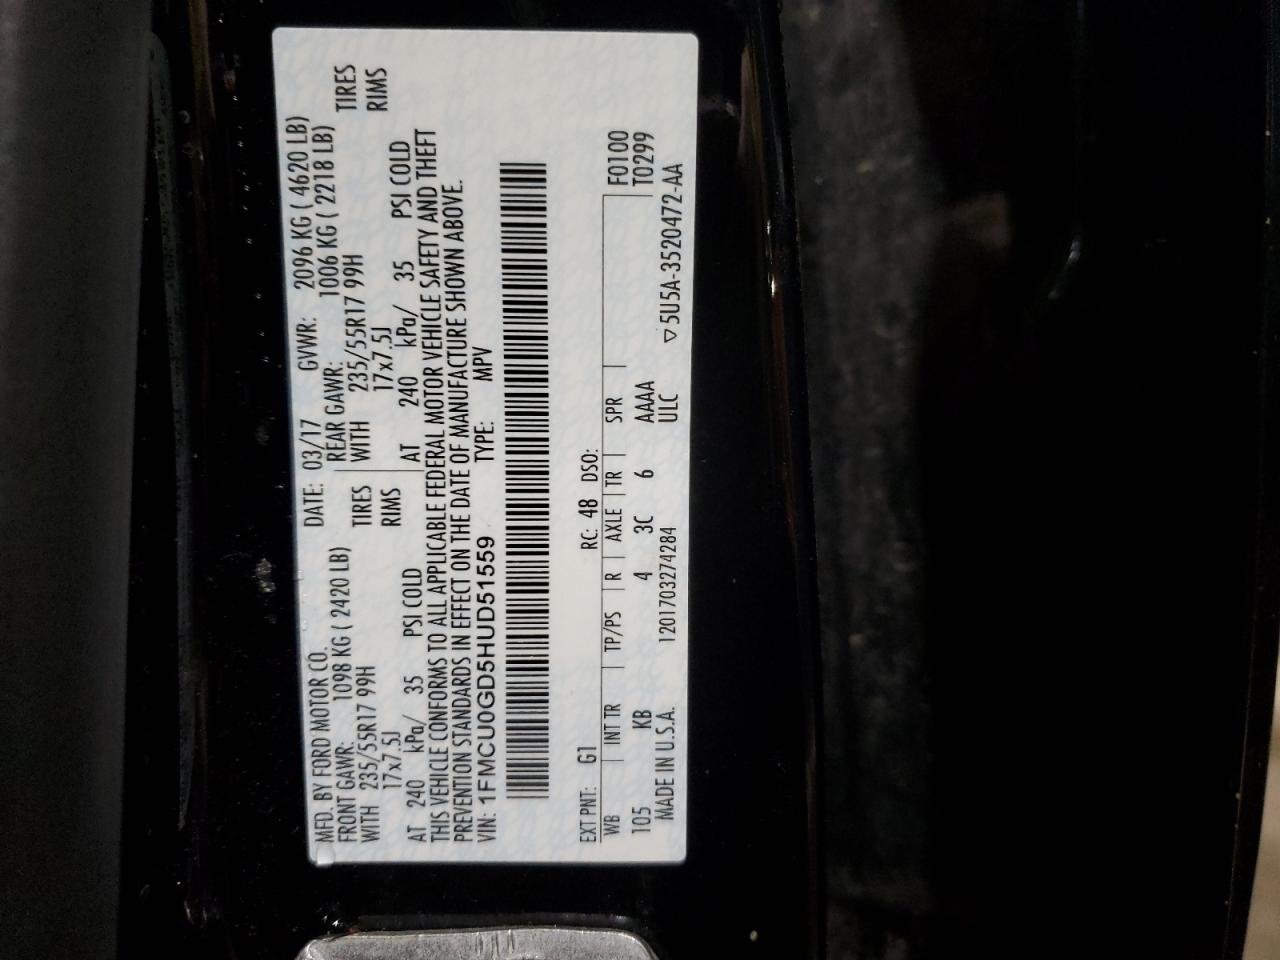 MFD. BY FORD MOTOR CO. DATE: 03/17 GVWR: 2096 KG ( 4620 LB)
FRONT GAWR: 1098 KG ( 2420 LB) REAR GAWR: 1006 KG ( 2218 LB)
WITH 235/55R17 99H TIRES WITH 235/55R17 99H TIRES
17x7.5J RIMS 17x7.5J RIMS
AT 240 kPa/ 35 PSI COLD AT 240 kPa/ 35 PSI COLD
THIS VEHICLE CONFORMS TO ALL APPLICABLE FEDERAL MOTOR VEHICLE SAFETY AND THEFT
PREVENTION STANDARDS IN EFFECT ON THE DATE OF MANUFACTURE SHOWN ABOVE.
VIN: 1FMCU0GD5HUD51559 TYPE: MPV
EXT PNT: G1 RC: 48 DSO: F0100
WB INT TR TP/PS R AXLE TR SPR T0299
105 KB 4 3C 6 AAAA
MADE IN U.S.A. 1201703274284 ULC ▽5U5A-3520472-AA